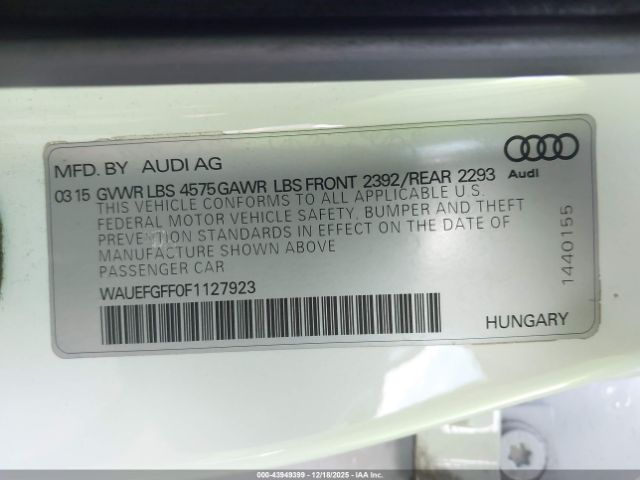 MFD. BY AUDI AG
Audi
03 15 GVWR LBS 4575 GAWR LBS FRONT 2392/REAR 2293
THIS VEHICLE CONFORMS TO ALL APPLICABLE U.S.
FEDERAL MOTOR VEHICLE SAFETY, BUMPER AND THEFT
PREVENTION STANDARDS IN EFFECT ON THE DATE OF
MANUFACTURE SHOWN ABOVE
PASSENGER CAR
WAUEFGFF0F1127923
HUNGARY
1440155
000-43949399 - 12/18/2025 - IAA Inc.